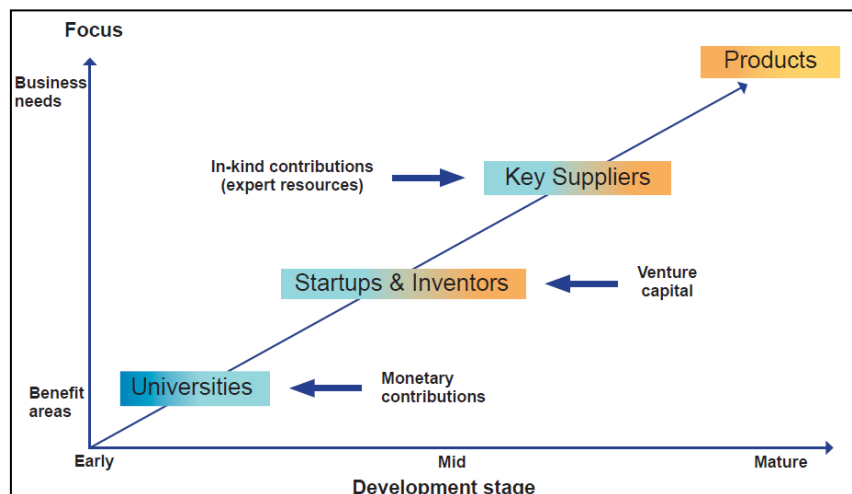 Focus
Products
Business
needs
In-kind contributions
(expert resources)
Key Suppliers
Startups & Inventors
Venture
capital
Universities
Monetary
contributions
Benefit
areas
Early
Mid
Mature
Development stage